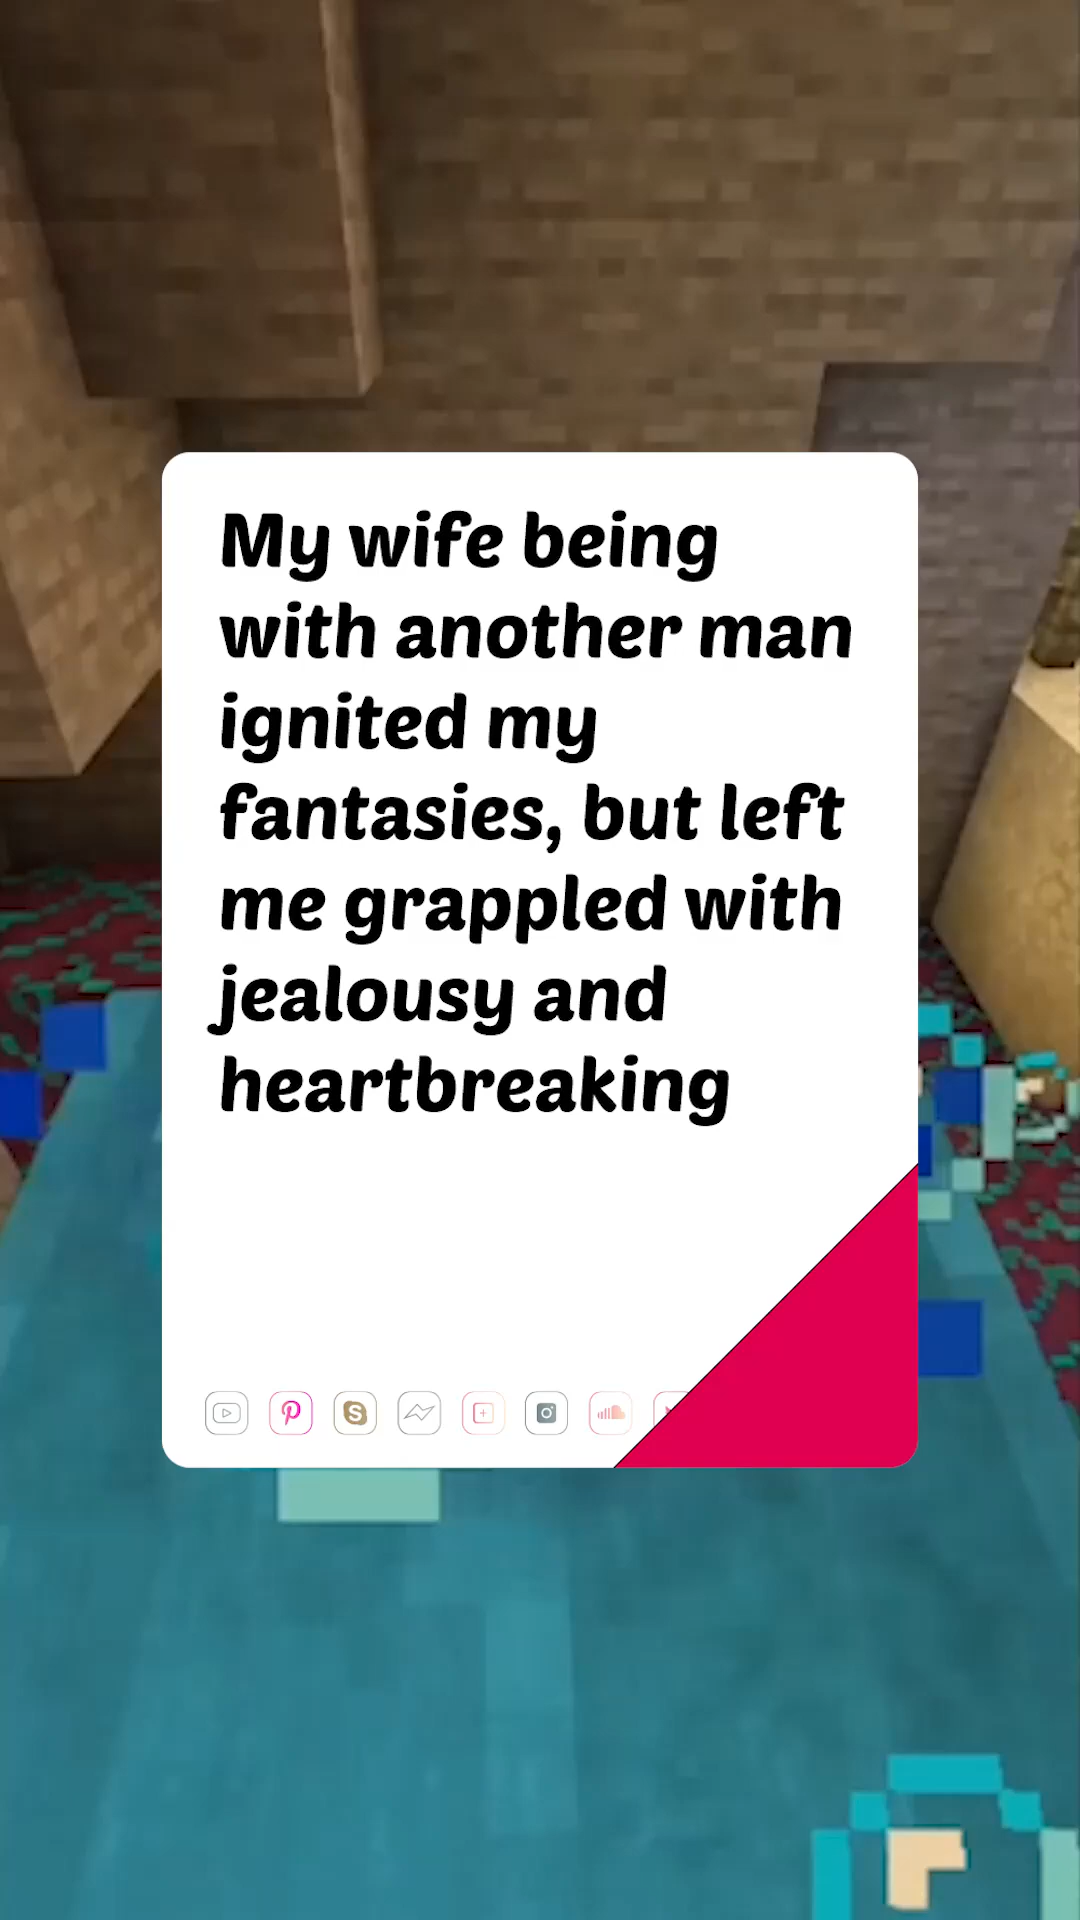 My wife being
with another man
ignited my
fantasies, but left
me grappled with
jealousy and
heartbreaking